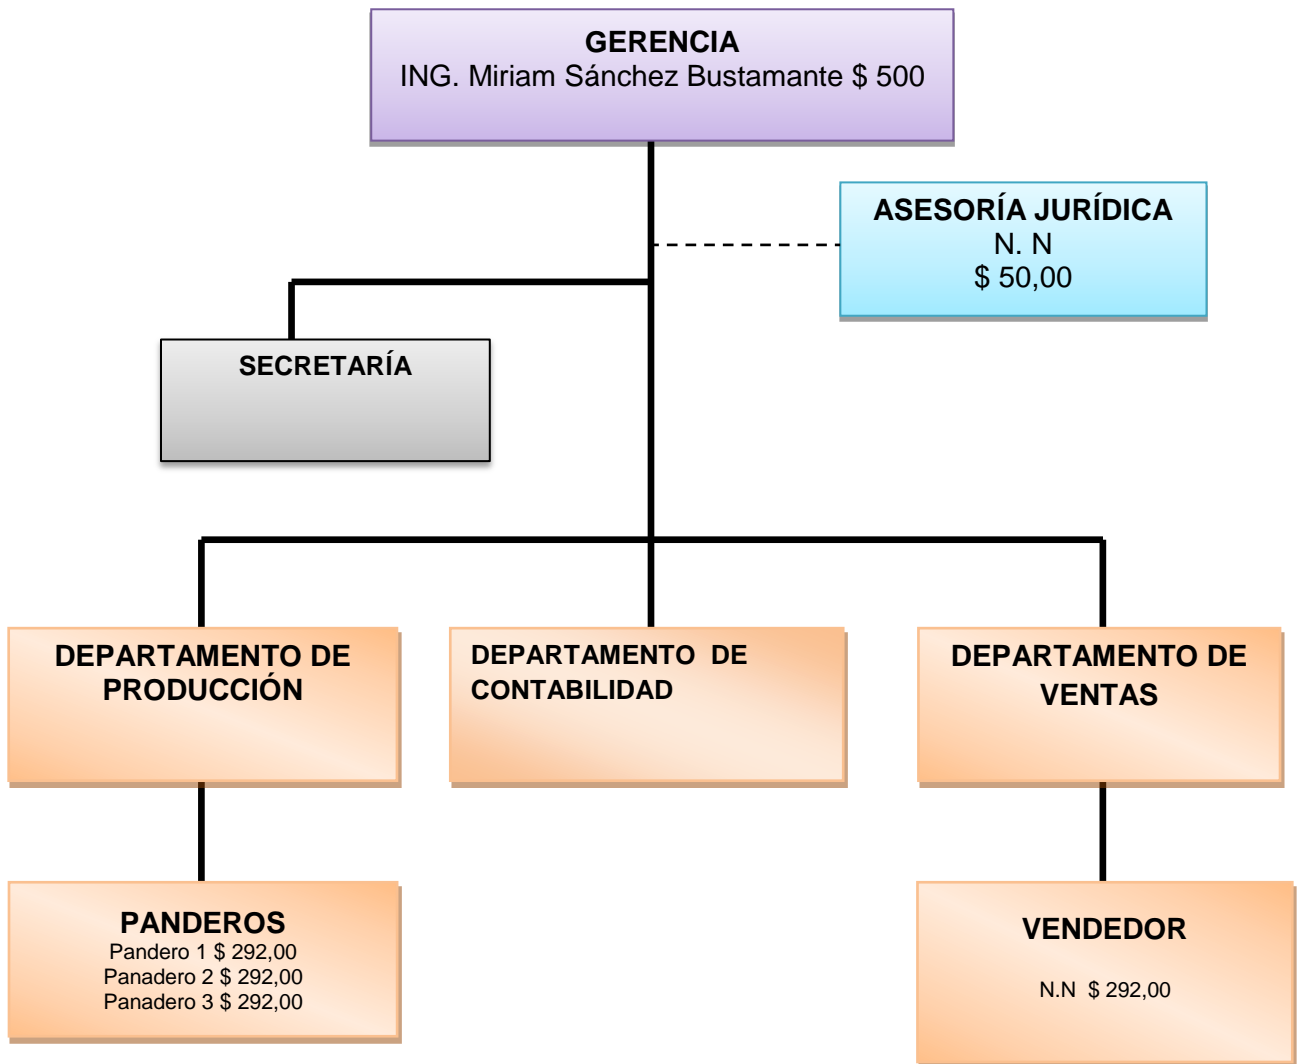 GERENCIA
ING. Miriam Sánchez Bustamante $ 500
ASESORÍA JURÍDICA
N. N
$ 50,00
SECRETARÍA
DEPARTAMENTO DE
PRODUCCIÓN
DEPARTAMENTO DE
CONTABILIDAD
DEPARTAMENTO DE
VENTAS
PANDEROS
Pandero 1 $ 292,00
Panadero 2 $ 292,00
Panadero 3 $ 292,00
VENDEDOR
N.N $ 292,00